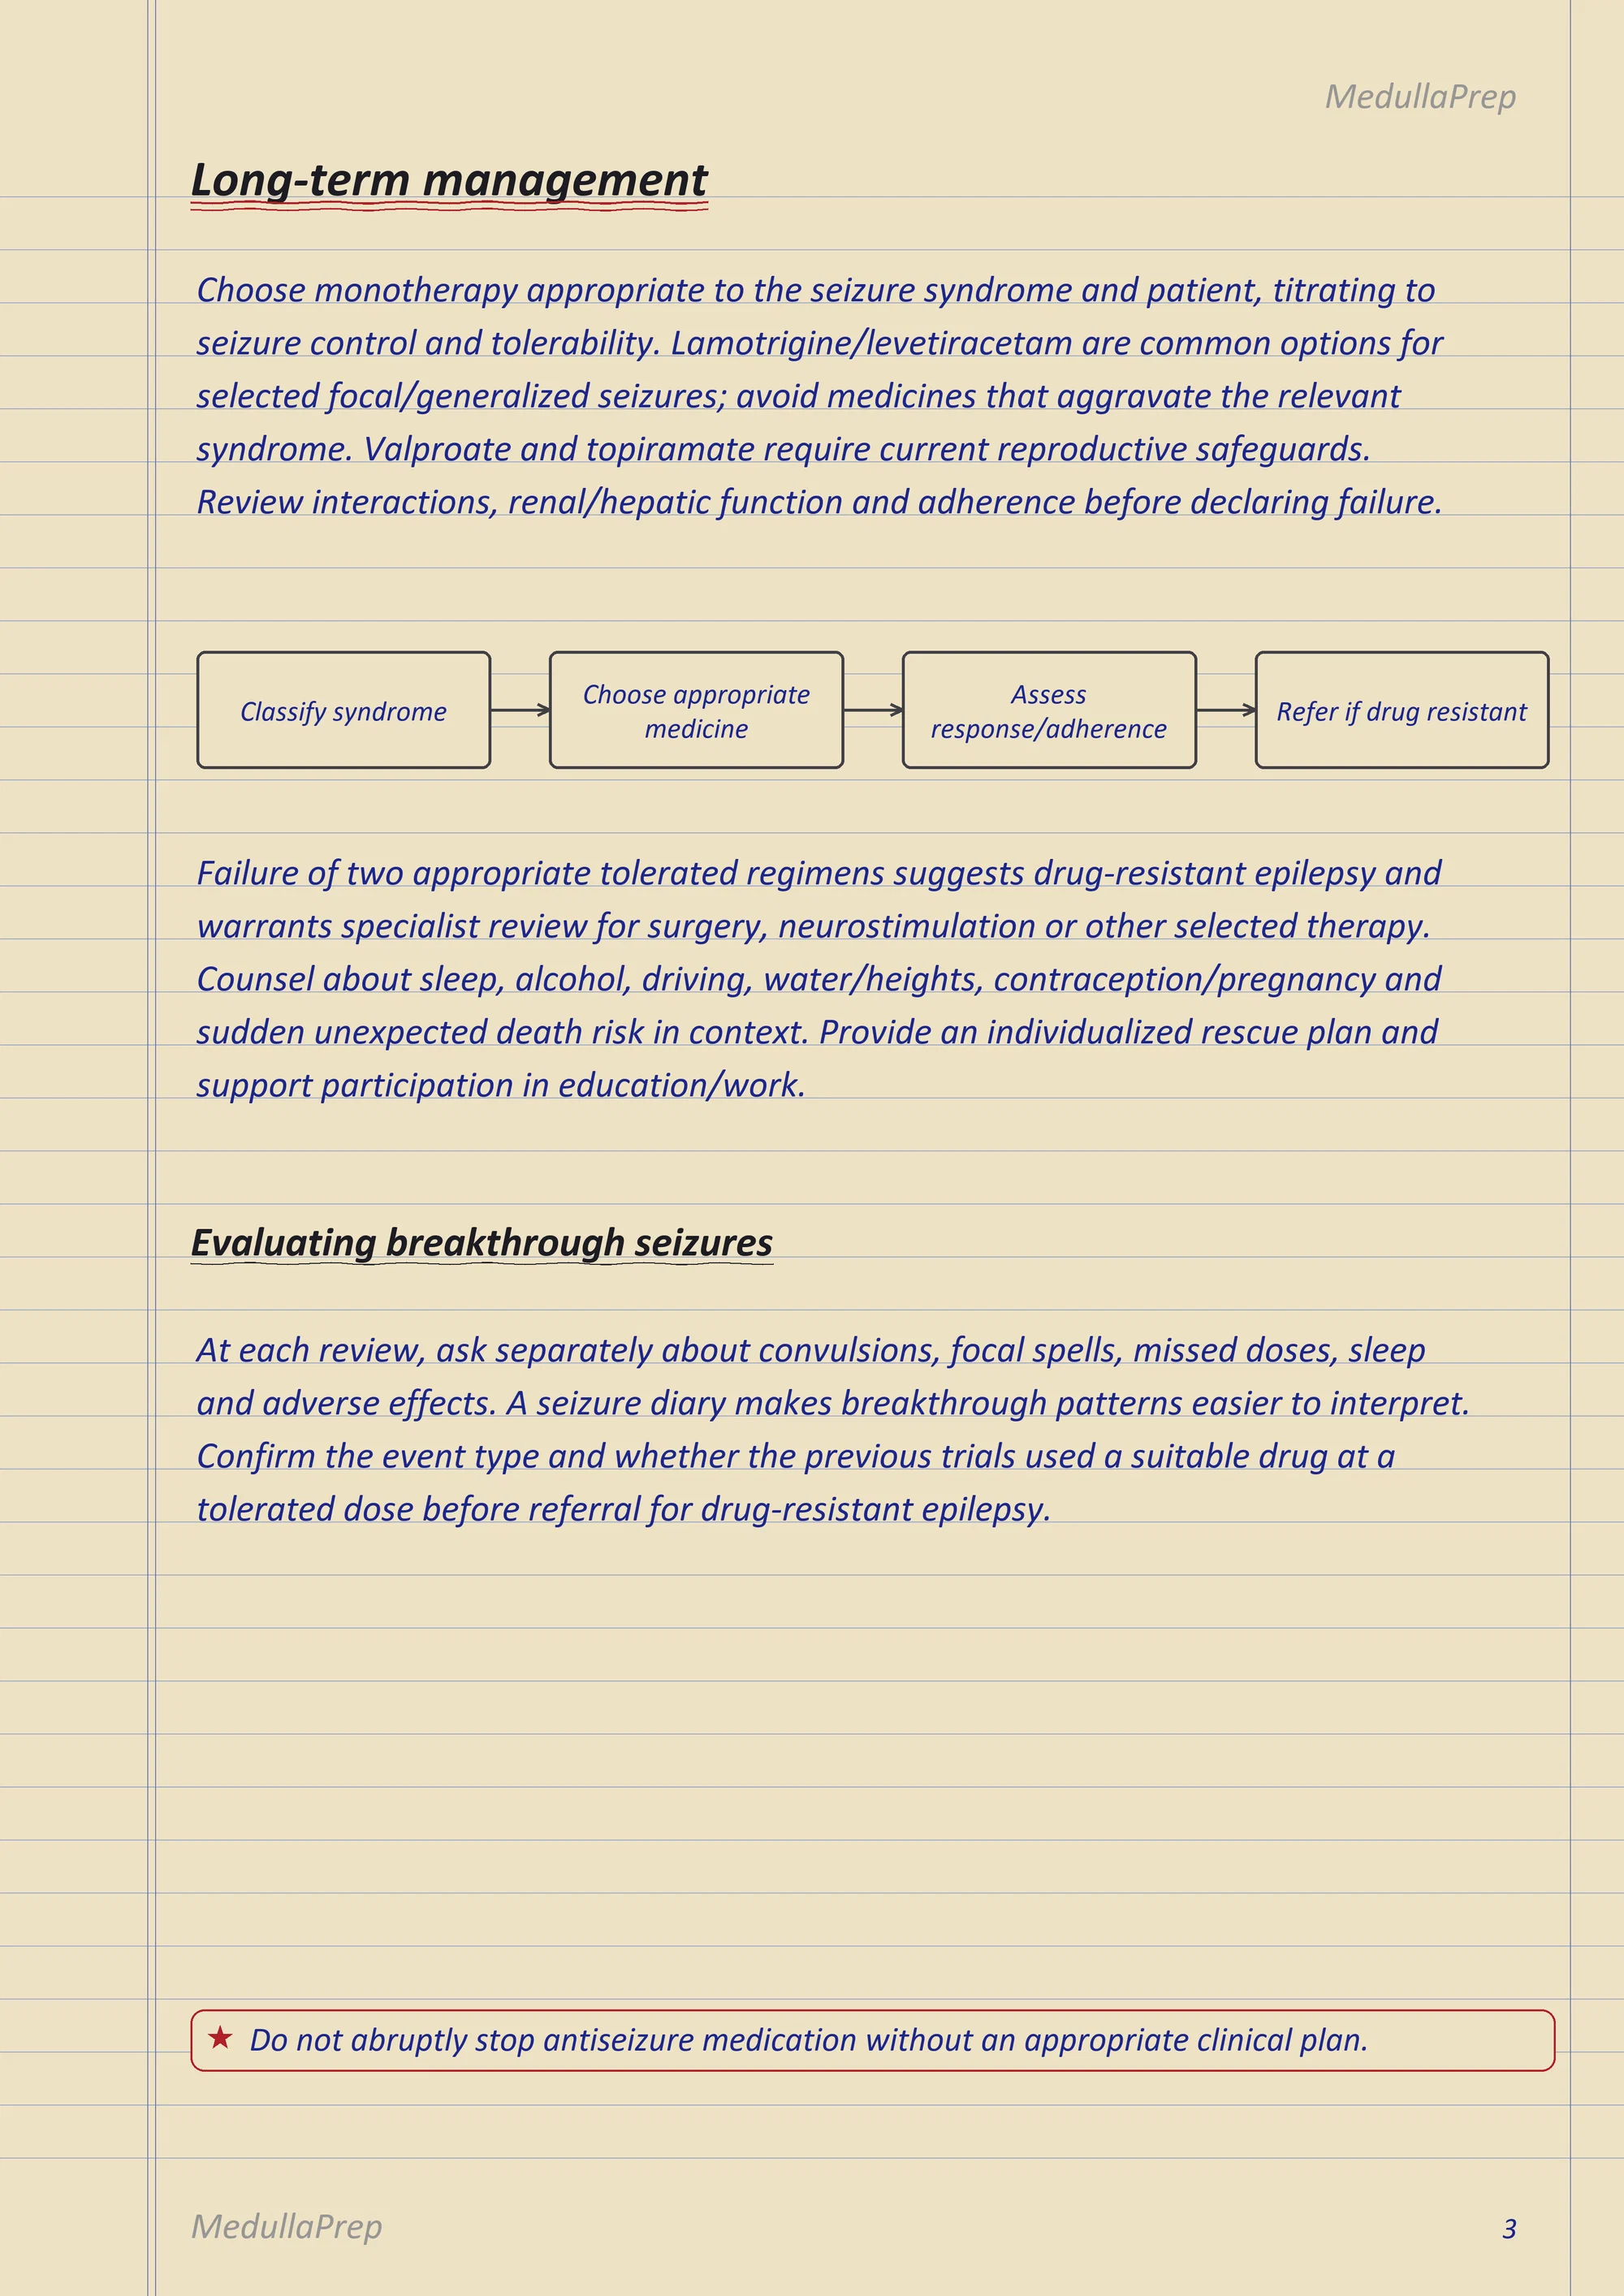 MedullaPrep
Long-term management
Choose monotherapy appropriate to the seizure syndrome and patient, titrating to
seizure control and tolerability. Lamotrigine/levetiracetam are common options for
selected focal/generalized seizures; avoid medicines that aggravate the relevant
syndrome. Valproate and topiramate require current reproductive safeguards.
Review interactions, renal/hepatic function and adherence before declaring failure.
Classify syndrome
Choose appropriate
medicine
Assess
response/adherence
Refer if drug resistant
Failure of two appropriate tolerated regimens suggests drug-resistant epilepsy and
warrants specialist review for surgery, neurostimulation or other selected therapy.
Counsel about sleep, alcohol, driving, water/heights, contraception/pregnancy and
sudden unexpected death risk in context. Provide an individualized rescue plan and
support participation in education/work.
Evaluating breakthrough seizures
At each review, ask separately about convulsions, focal spells, missed doses, sleep
and adverse effects. A seizure diary makes breakthrough patterns easier to interpret.
Confirm the event type and whether the previous trials used a suitable drug at a
tolerated dose before referral for drug-resistant epilepsy.
★ Do not abruptly stop antiseizure medication without an appropriate clinical plan.
MedullaPrep
3